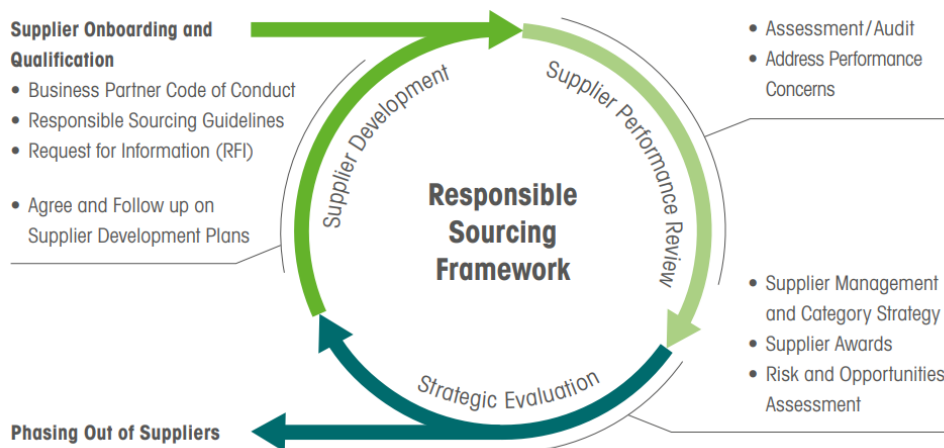 Supplier Onboarding and
Qualification
• Business Partner Code of Conduct
• Responsible Sourcing Guidelines
• Request for Information (RFI)
• Agree and Follow up on
Supplier Development Plans
Supplier Development
Supplier Performance Review
• Assessment/Audit
• Address Performance
Concerns
Responsible
Sourcing
Framework
• Supplier Management
and Category Strategy
• Supplier Awards
• Risk and Opportunities
Assessment
Strategic Evaluation
Phasing Out of Suppliers